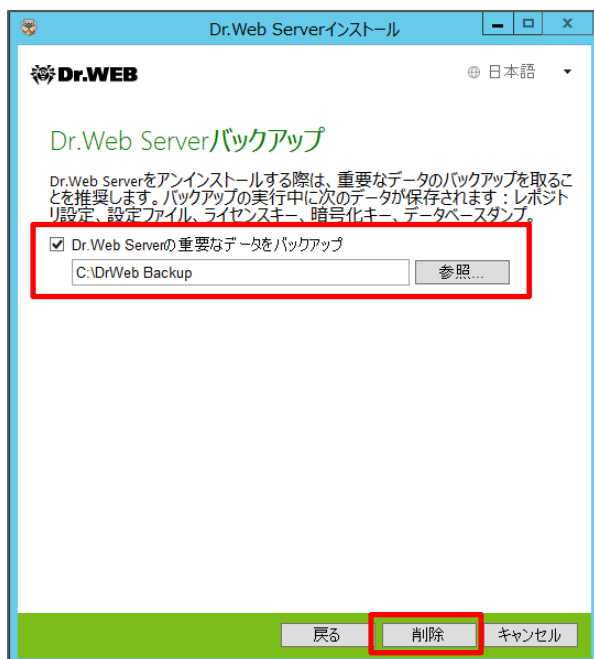 Dr.Web Serverインストール
Dr.WEB
日本語
Dr.Web Serverバックアップ
Dr.Web Serverをアンインストールする際は、重要なデータのバックアップを取るこ
とを推奨します。バックアップの実行中に次のデータが保存されます：レポジト
リ設定、設定ファイル、ライセンスキー、暗号化キー、データベースダンプ。
Dr.Web Serverの重要なデータをバックアップ
C:\DrWeb Backup
参照...
戻る
削除
キャンセル